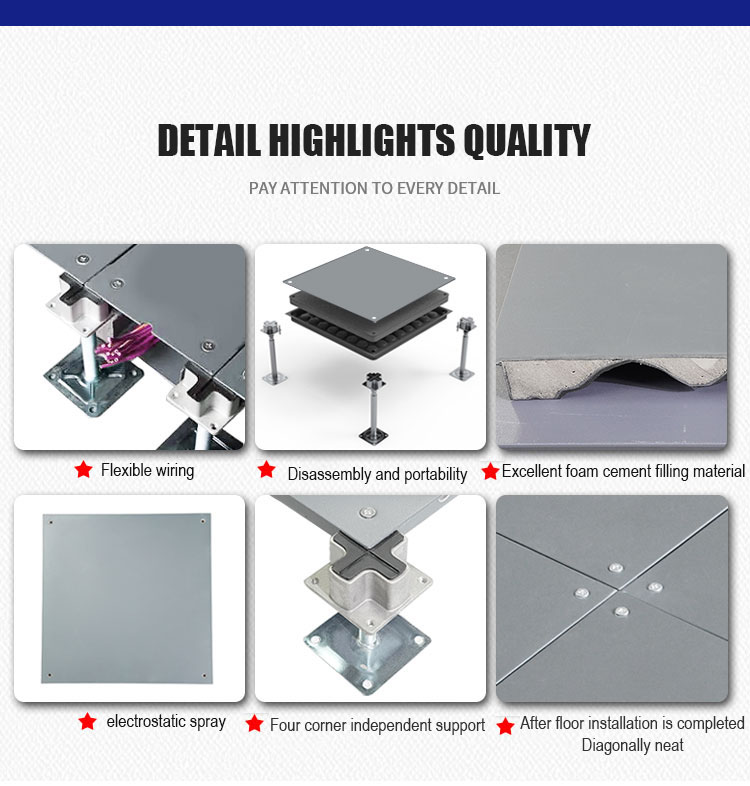 DETAIL HIGHLIGHTS QUALITY
PAY ATTENTION TO EVERY DETAIL
Flexible wiring
Disassembly and portability
Excellent foam cement filling material
electrostatic spray
Four corner independent support
After floor installation is completed
Diagonally neat